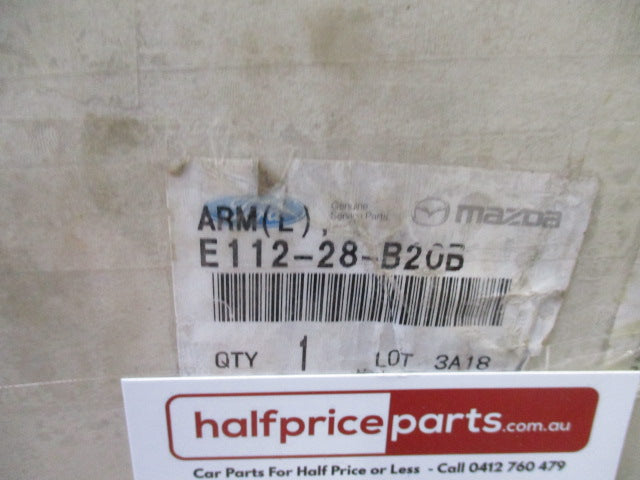 ARM(L),
Genuine
Service Parts
mazda
E112-28-B20B
QTY 1 LOT 3A18
halfpriceparts.com.au
Car Parts For Half Price or Less - Call 0412 760 479